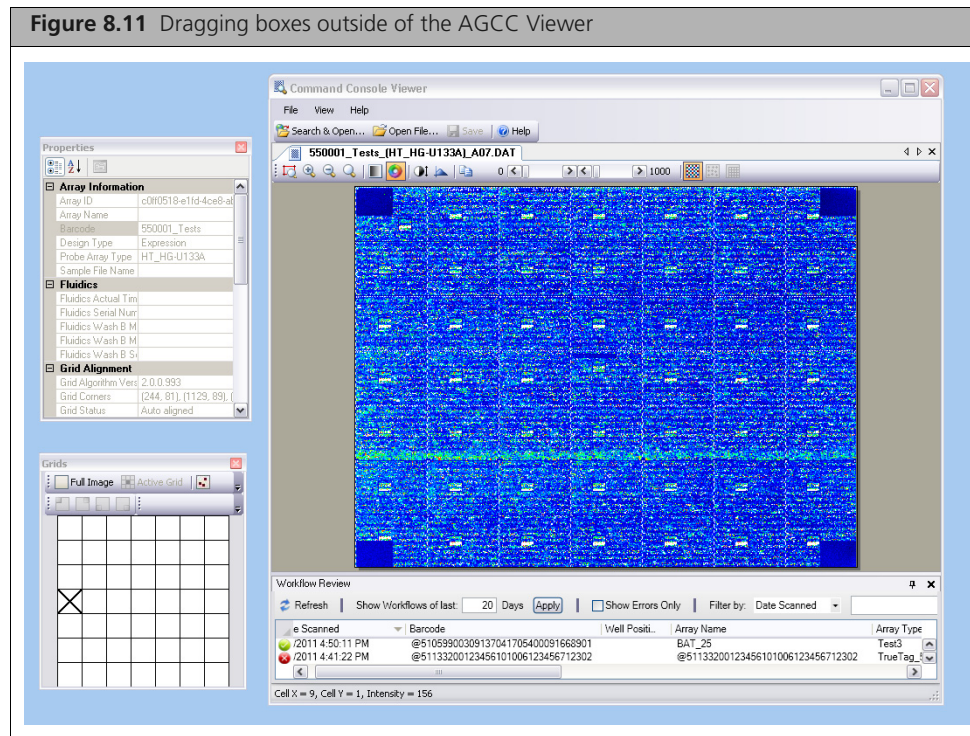 Figure 8.11 Dragging boxes outside of the AGCC Viewer
Command Console Viewer
File View Help
Search & Open... Open File... Save Help
550001_Tests_(HT_HG-U133A)_A07.DAT
0 1000
Properties
Array Information
Array ID c0ff0518-e1fd-4ce8-ab
Array Name
Barcode 550001_Tests
Design Type Expression
Probe Array Type HT_HG-U133A
Sample File Name
Fluidics
Fluidics Actual Tim
Fluidics Serial Num
Fluidics Wash B M
Fluidics Wash B M
Fluidics Wash B Se
Grid Alignment
Grid Algorithm Vers 2.0.0.993
Grid Corners (244, 81), (1129, 89), (
Grid Status Auto aligned
Grids
Full Image Active Grid
Workflow Review
Refresh Show Workflows of last: 20 Days Apply Show Errors Only Filter by: Date Scanned
e Scanned Barcode Well Positi... Array Name Array Type
/2011 4:50:11 PM @51059900309137041705400091668901 BAT_25 Test3
/2011 4:41:22 PM @51133200123456101006123456712302 @51133200123456101006123456712302 TrueTag_
Cell X = 9, Cell Y = 1, Intensity = 156